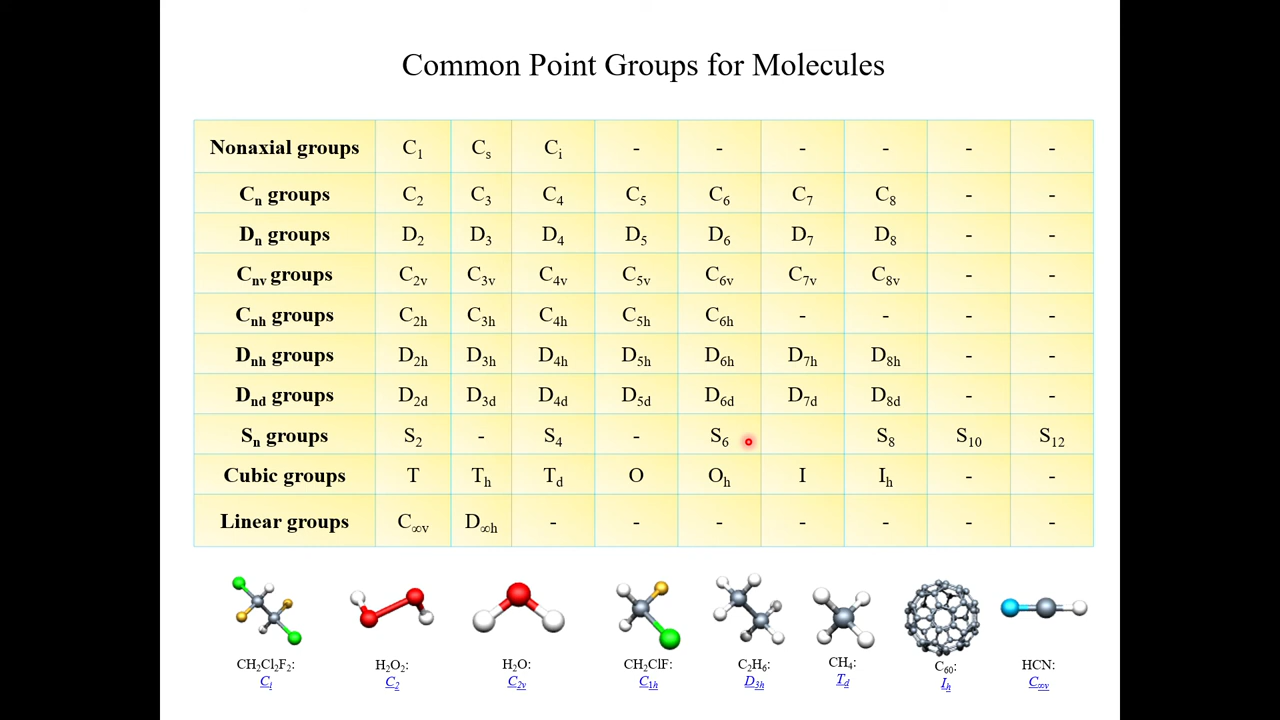 Common Point Groups for Molecules
Nonaxial groups C₁ Cₛ Cᵢ - - - - - -
Cₙ groups C₂ C₃ C₄ C₅ C₆ C₇ C₈ - -
Dₙ groups D₂ D₃ D₄ D₅ D₆ D₇ D₈ - -
Cₙᵥ groups C₂ᵥ C₃ᵥ C₄ᵥ C₅ᵥ C₆ᵥ C₇ᵥ C₈ᵥ - -
Cₙₕ groups C₂ₕ C₃ₕ C₄ₕ C₅ₕ C₆ₕ - - - -
Dₙₕ groups D₂ₕ D₃ₕ D₄ₕ D₅ₕ D₆ₕ D₇ₕ D₈ₕ - -
Dnd groups D2d D3d D4d D5d D6d D7d D8d - -
Sₙ groups S₂ - S₄ - S₆ S₈ S₁₀ S₁₂
Cubic groups T Tₕ Td O Oₕ I Iₕ - -
Linear groups C∞v D∞h - - - - - - -
CH₂Cl₂F₂: H₂O₂: H₂O: CH₂ClF: C₂H₆: CH₄: C₆₀: HCN:
Cᵢ C₂ C₂ᵥ C₁ₕ D₃ₕ Td Iₕ C∞v